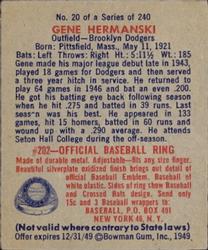 No. 20 of a Series of 240
GENE HERMANSKI
Outfield—Brooklyn Dodgers
Born: Pittsfield, Mass., May 11, 1921
Bats: Left Throws: Right Ht: 5:11½ Wt.: 185
Gene made his major league debut late in 1943,
played 18 games for Dodgers and then served a
three year hitch in service. He returned to
play 64 games in 1946 and bat an even .200.
He got his batting eye back following season
when he hit .275 and batted in 39 runs. Last
season was his best. He appeared in 133
games, hit 15 homers, batted in 60 runs and
wound up with a .290 average. He attends
Seton Hall College during the off-season.
#202—OFFICIAL BASEBALL RING
Made of durable metal. Adjustable—fits any size finger.
Beautiful silverplate oxidized finish brings out detail of
official Baseball Emblem. Baseball of
white plastic. Sides of ring show Baseball
and Crossed Bats design. Send only
15c and 3 Baseball wrappers to
BASEBALL, P.O. BOX 491
NEW YORK 46, N. Y.
(Not valid where contrary to State laws)
Offer expires 12/31/49 ©Bowman Gum, Inc., 1949